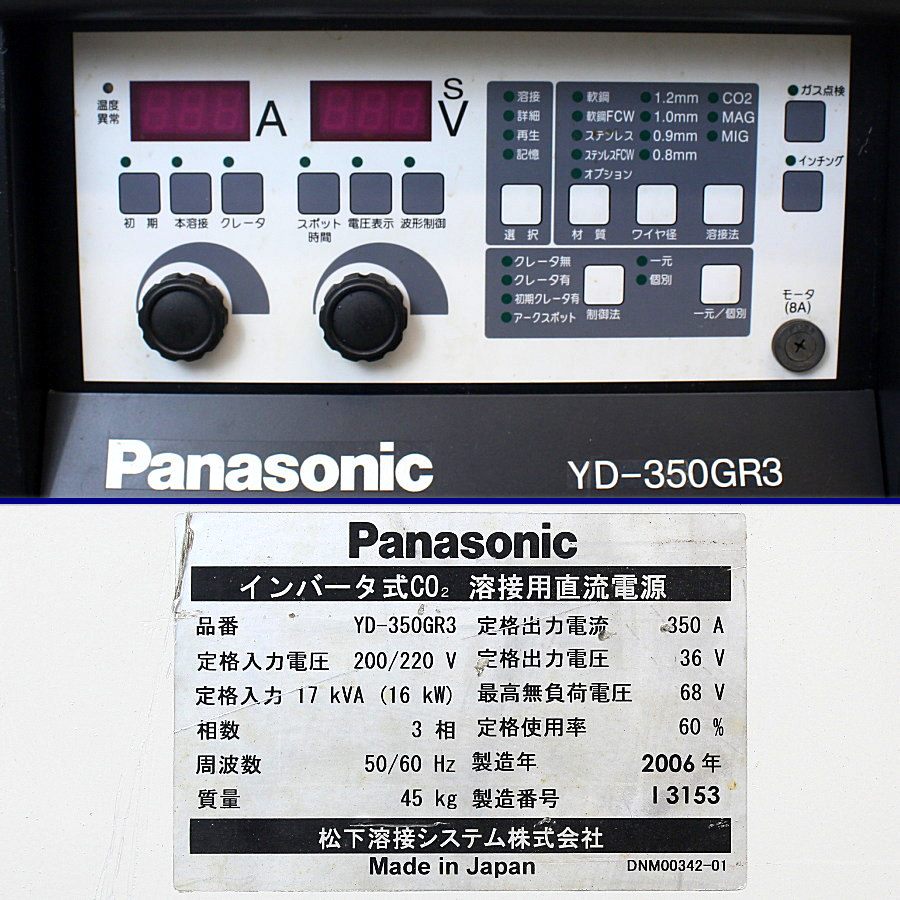 温度
異常
A
S
V
初 期
本溶接
クレータ
スポット
時間
電圧表示
波形制御
溶接
詳細
再生
記憶
選 択
軟鋼
軟鋼FCW
ステンレス
ステンレスFCW
オプション
材 質
1.2mm
1.0mm
0.9mm
0.8mm
ワイヤ径
CO2
MAG
MIG
溶接法
クレータ無
クレータ有
初期クレータ有
アークスポット
制御法
一元
個別
一元/個別
ガス点検
インチング
モータ
(8A)
Panasonic
YD-350GR3
Panasonic
インバータ式CO₂ 溶接用直流電源
品番 YD-350GR3 定格出力電流 350 A
定格入力電圧 200/220 V 定格出力電圧 36 V
定格入力 17 kVA (16 kW) 最高無負荷電圧 68 V
相数 3 相 定格使用率 60 %
周波数 50/60 Hz 製造年 2006 年
質量 45 kg 製造番号 13153
松下溶接システム株式会社
Made in Japan DNM00342-01